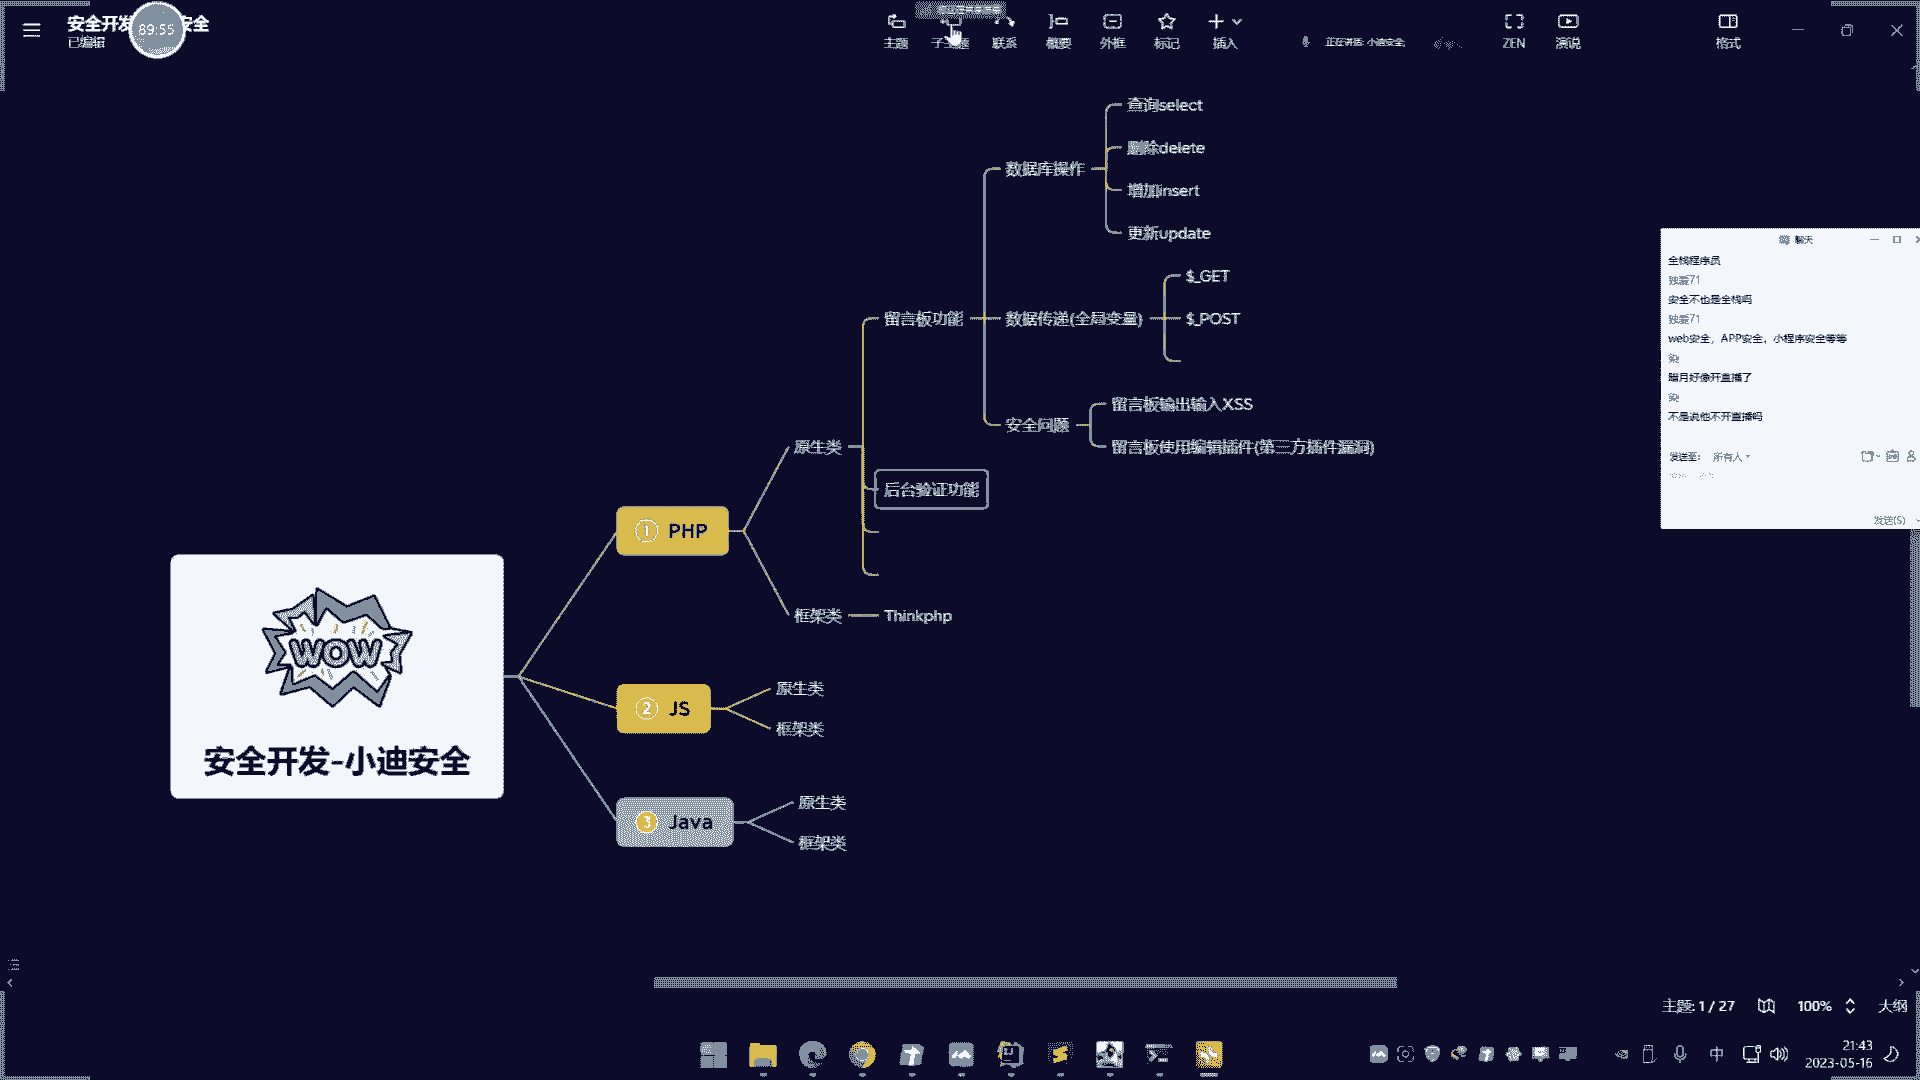 安全开发
安全
已编辑
89:55
主题
子主题
联系
概要
外框
标记
插入
正在讲话: 小迪安全
ZEN
演说
格式
查询select
删除delete
数据库操作
增加insert
更新update
$_GET
留言板功能
数据传递(全局变量)
$_POST
留言板输出输入XSS
安全问题
原生类
留言板使用编辑插件(第三方插件漏洞)
后台验证功能
① PHP
框架类
Thinkphp
WOW
安全开发-小迪安全
② JS
原生类
框架类
③ Java
原生类
框架类
聊天
全栈程序员
独爱71
安全不也是全栈吗
独爱71
web安全，APP安全，小程序安全等等
腊月好像开直播了
不是说他不开直播吗
发送至: 所有人
发送(S)
主题: 1 / 27
100%
大纲
中
21:43
2023-05-16